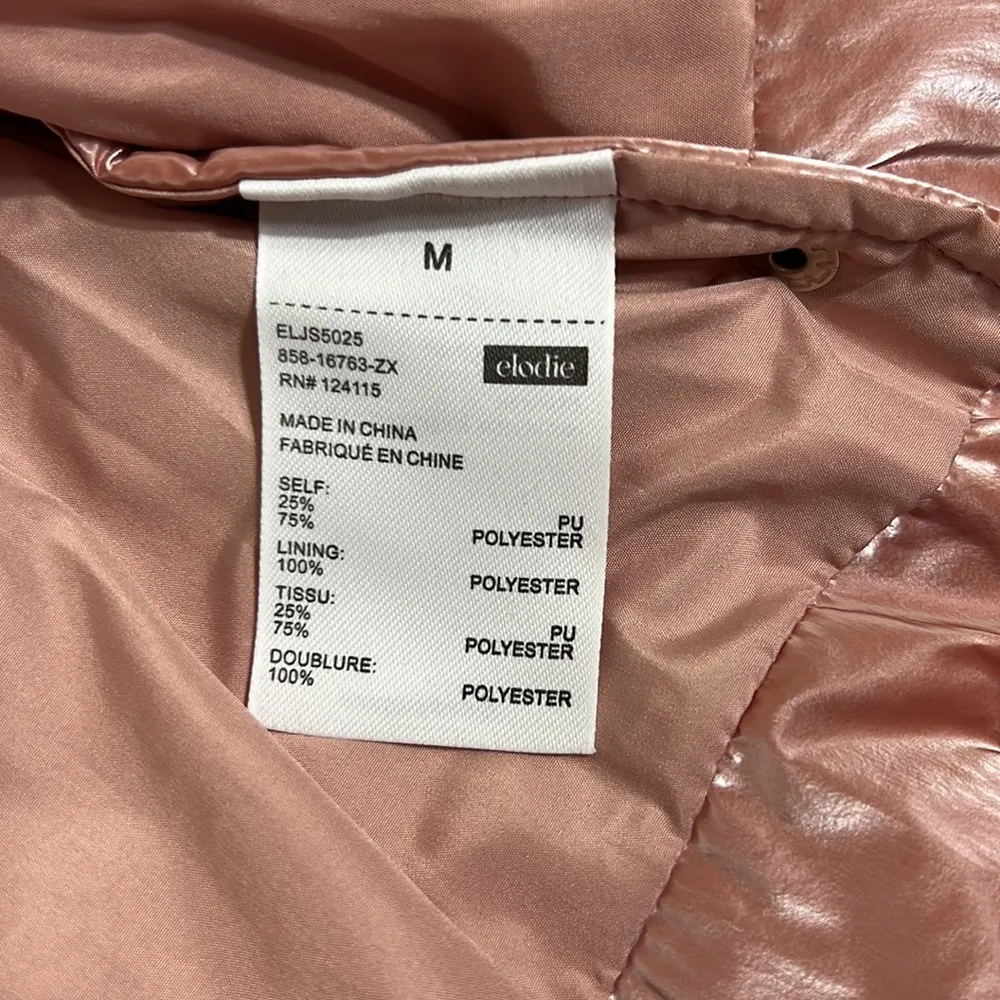 M
ELJS5025
858-16763-ZX
RN# 124115
elodie
MADE IN CHINA
FABRIQUÉ EN CHINE
SELF:
25% PU
75% POLYESTER
LINING:
100% POLYESTER
TISSU:
25% PU
75% POLYESTER
DOUBLURE:
100% POLYESTER